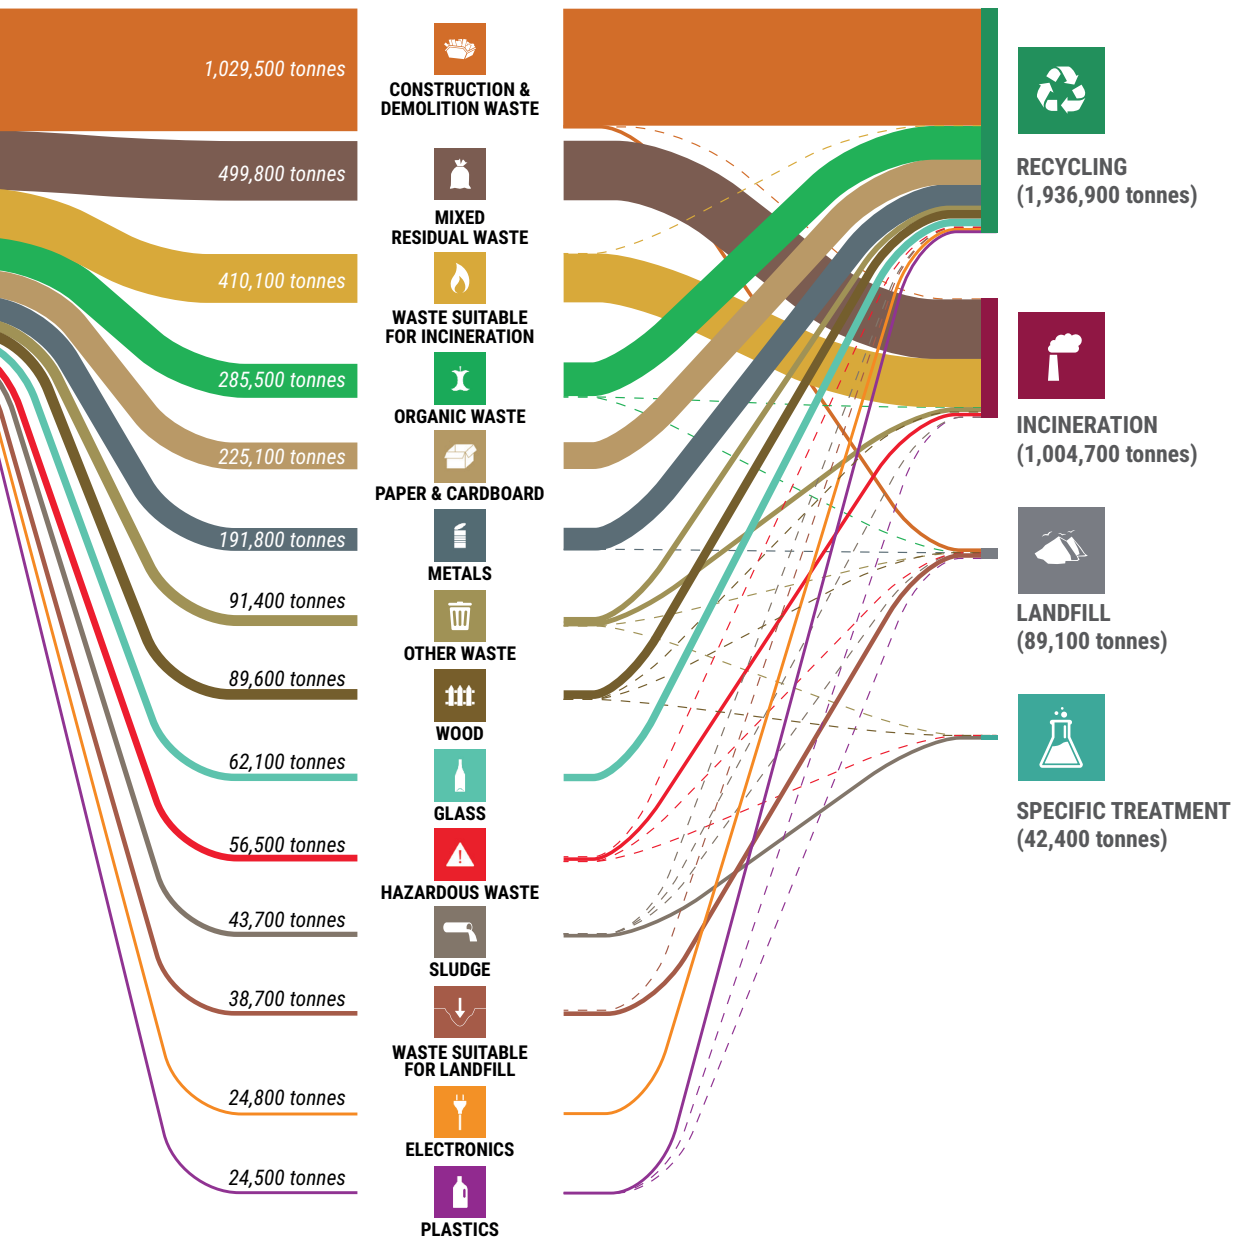 1,029,500 tonnes
CONSTRUCTION &
DEMOLITION WASTE
499,800 tonnes
MIXED
RESIDUAL WASTE
410,100 tonnes
WASTE SUITABLE
FOR INCINERATION
285,500 tonnes
ORGANIC WASTE
225,100 tonnes
PAPER & CARDBOARD
191,800 tonnes
METALS
91,400 tonnes
OTHER WASTE
89,600 tonnes
WOOD
62,100 tonnes
GLASS
56,500 tonnes
HAZARDOUS WASTE
43,700 tonnes
SLUDGE
38,700 tonnes
WASTE SUITABLE
FOR LANDFILL
24,800 tonnes
ELECTRONICS
24,500 tonnes
PLASTICS
RECYCLING
(1,936,900 tonnes)
INCINERATION
(1,004,700 tonnes)
LANDFILL
(89,100 tonnes)
SPECIFIC TREATMENT
(42,400 tonnes)